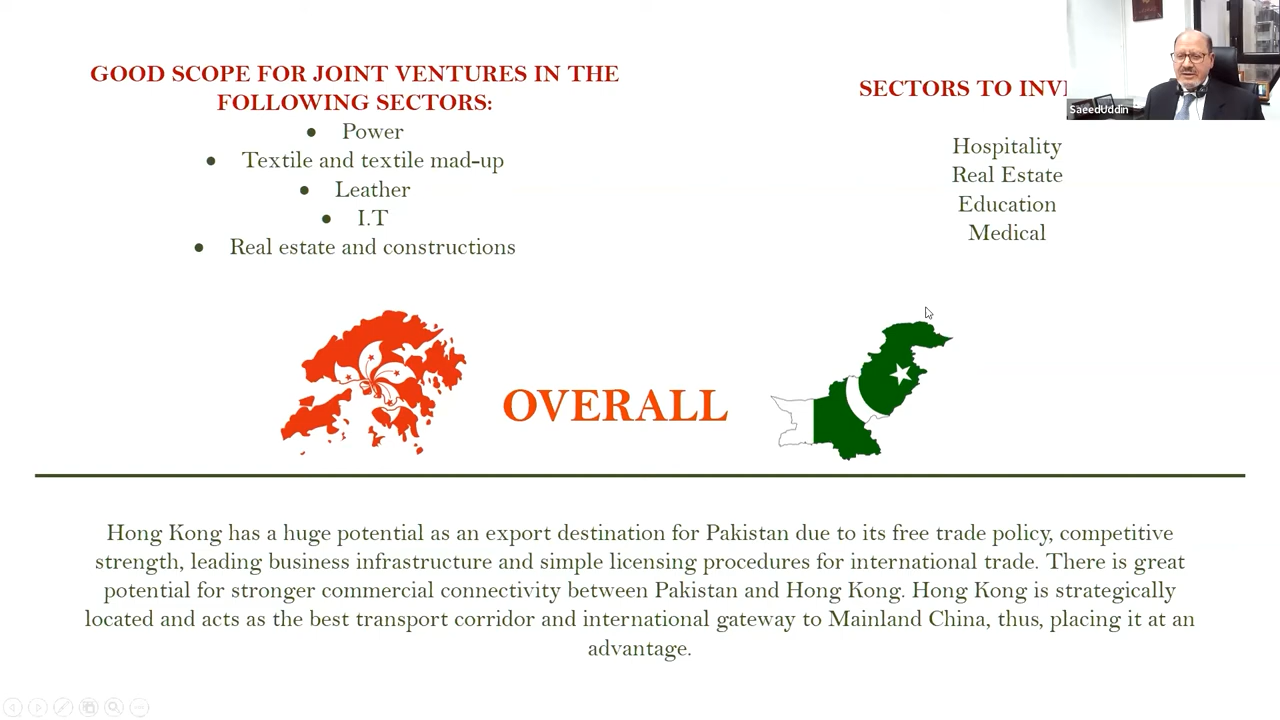 GOOD SCOPE FOR JOINT VENTURES IN THE
FOLLOWING SECTORS:
● Power
● Textile and textile mad-up
● Leather
● I.T
● Real estate and constructions
SECTORS TO
SaeedUddin
Hospitality
Real Estate
Education
Medical
OVERALL
Hong Kong has a huge potential as an export destination for Pakistan due to its free trade policy, competitive
strength, leading business infrastructure and simple licensing procedures for international trade. There is great
potential for stronger commercial connectivity between Pakistan and Hong Kong. Hong Kong is strategically
located and acts as the best transport corridor and international gateway to Mainland China, thus, placing it at an
advantage.